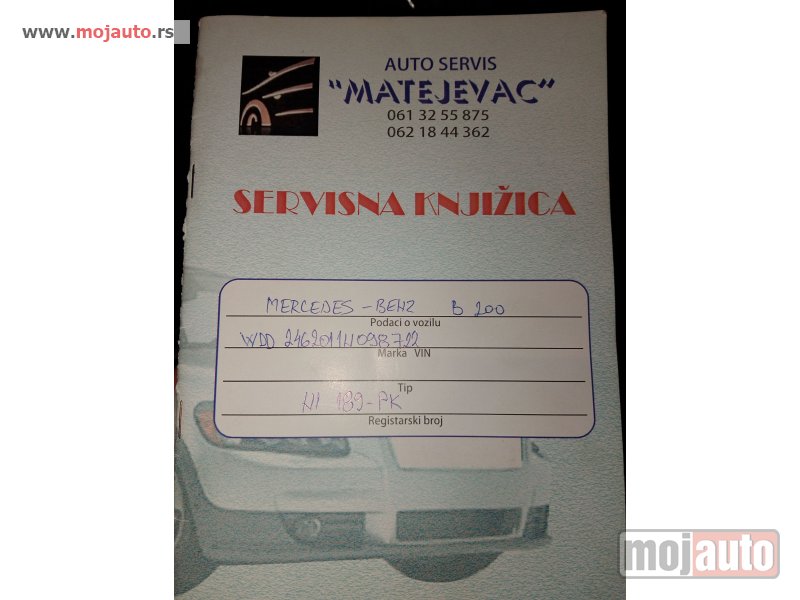 www.mojauto.rs
AUTO SERVIS
"MATEJEVAC"
061 32 55 875
062 18 44 362
SERVISNA KNJIŽICA
MERCEDES - BENZ B 200
Podaci o vozilu
WDD 2462011J098722
Marka VIN
Tip
NI 189-PK
Registarski broj
mojauto